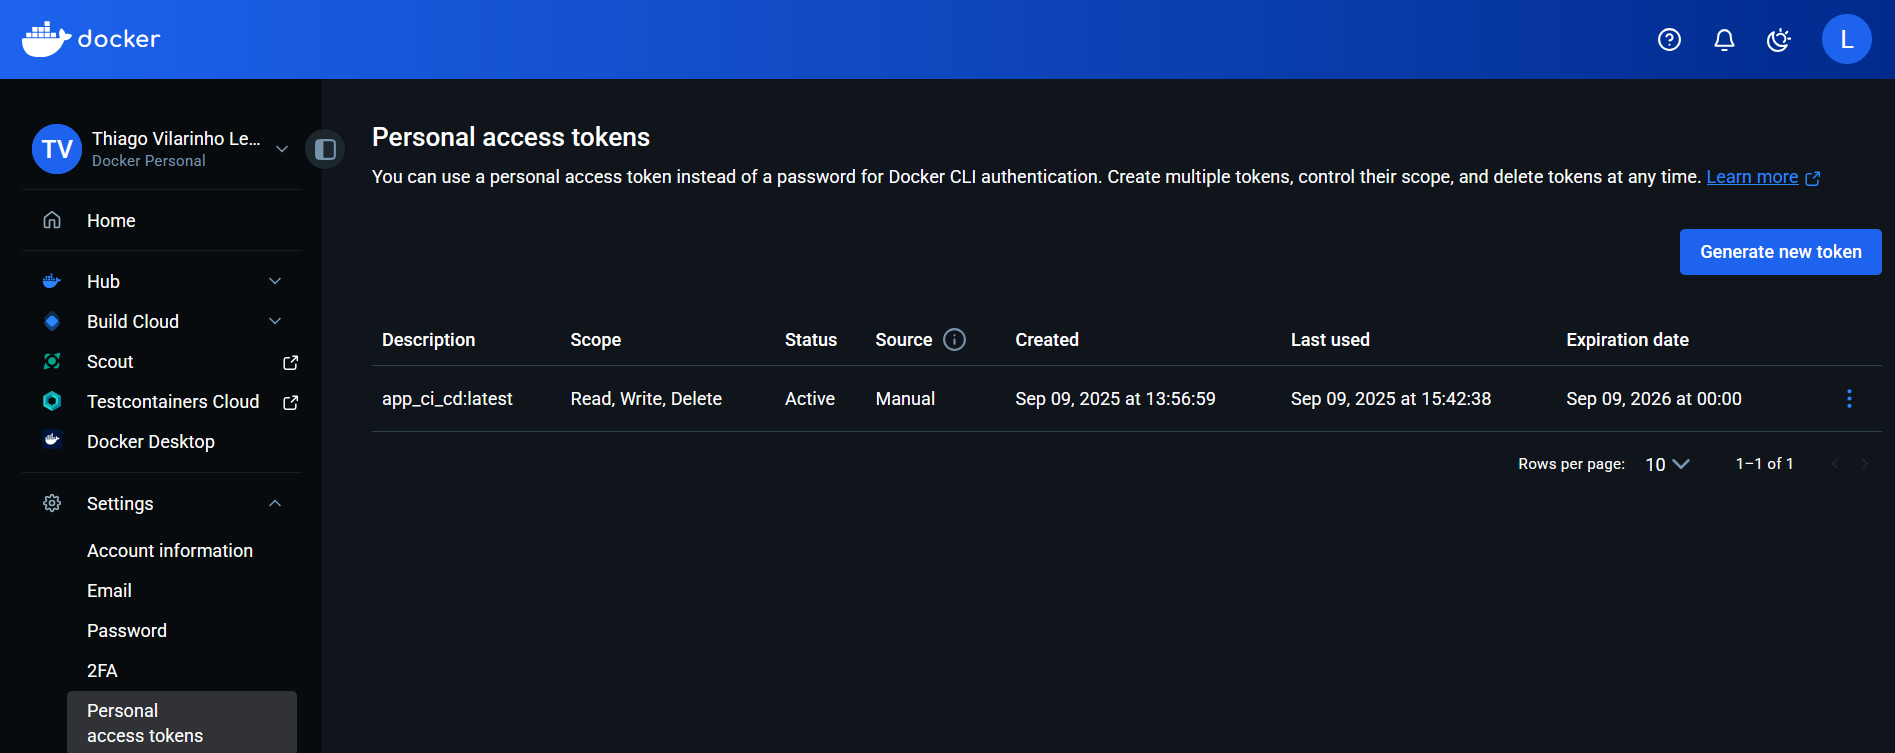 docker
L
TV
Thiago Vilarinho Le...
Docker Personal
Home
Hub
Build Cloud
Scout
Testcontainers Cloud
Docker Desktop
Settings
Account information
Email
Password
2FA
Personal
access tokens
Personal access tokens
You can use a personal access token instead of a password for Docker CLI authentication. Create multiple tokens, control their scope, and delete tokens at any time. Learn more
Generate new token
Description Scope Status Source Created Last used Expiration date
app_ci_cd:latest Read, Write, Delete Active Manual Sep 09, 2025 at 13:56:59 Sep 09, 2025 at 15:42:38 Sep 09, 2026 at 00:00
Rows per page: 10 1–1 of 1